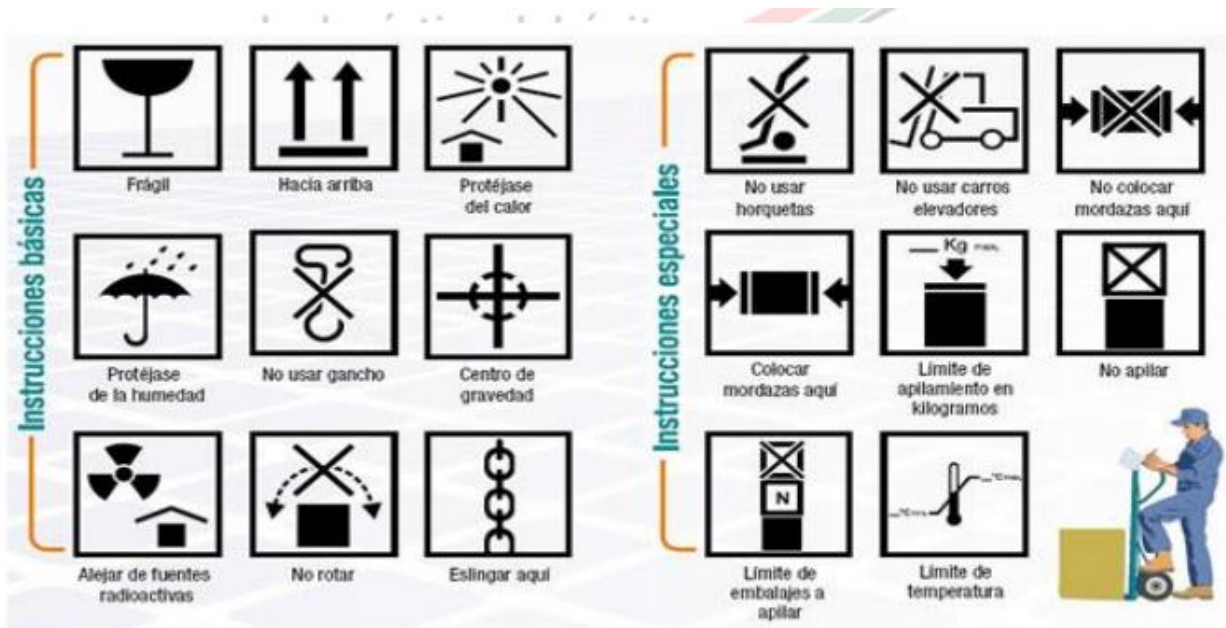 Instrucciones básicas
Frágil
Hacia arriba
Protéjase
del calor
Protéjase
de la humedad
No usar gancho
Centro de
gravedad
Alejar de fuentes
radioactivas
No rotar
Eslingar aquí
Instrucciones especiales
No usar
horquetas
No usar carros
elevadores
No colocar
mordazas aquí
Colocar
mordazas aquí
Kg max.
Límite de
apilamiento en
kilogramos
No apilar
N
Límite de
embalajes a
apilar
Límite de
temperatura